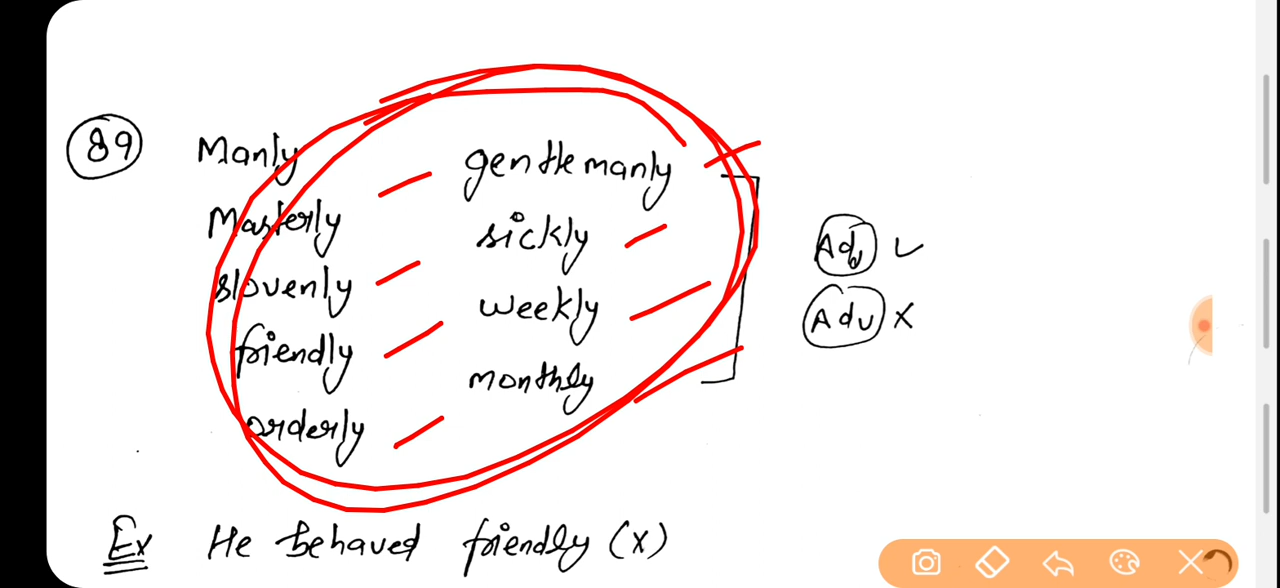 89 Manly gentlemanly
Masterly sickly Adj ✓
slovenly weekly Adv X
friendly monthly
orderly
Ex He behaved friendly (x)